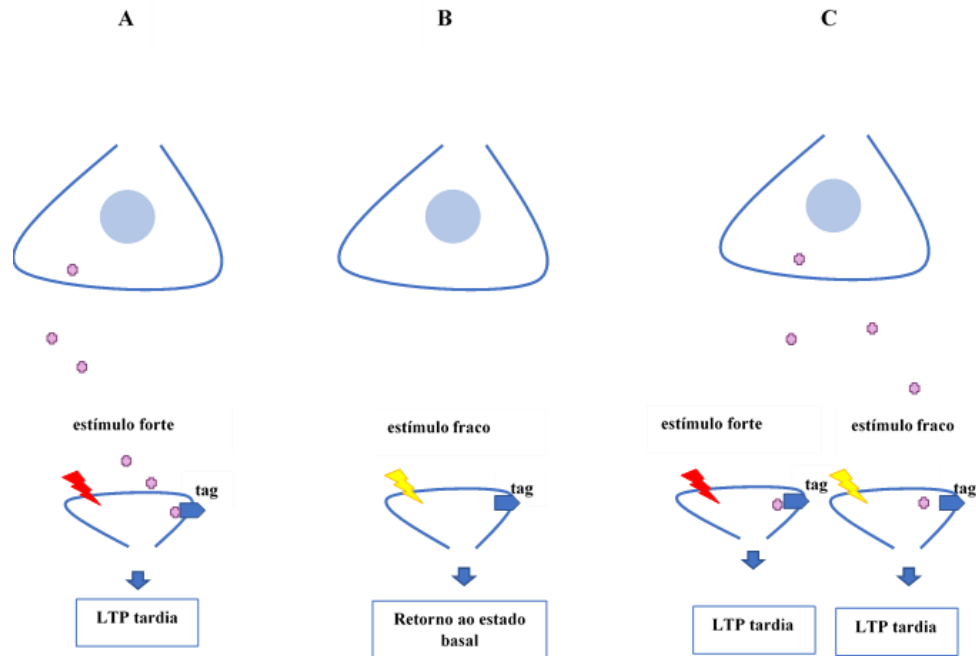 A
B
C
estímulo forte
tag
LTP tardia
estímulo fraco
tag
Retorno ao estado
basal
estímulo forte
estímulo fraco
tag
tag
LTP tardia
LTP tardia